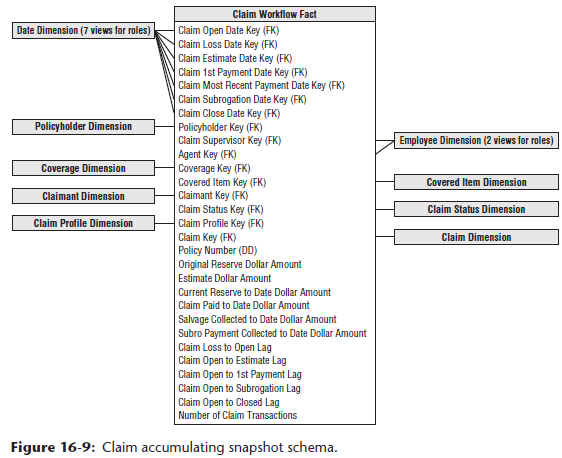 Claim Workflow Fact
Date Dimension (7 views for roles)
Claim Open Date Key (FK)
Claim Loss Date Key (FK)
Claim Estimate Date Key (FK)
Claim 1st Payment Date Key (FK)
Claim Most Recent Payment Date Key (FK)
Claim Subrogation Date Key (FK)
Claim Close Date Key (FK)
Policyholder Dimension
Policyholder Key (FK)
Claim Supervisor Key (FK)
Employee Dimension (2 views for roles)
Agent Key (FK)
Coverage Dimension
Coverage Key (FK)
Covered Item Key (FK)
Covered Item Dimension
Claimant Dimension
Claimant Key (FK)
Claim Status Key (FK)
Claim Status Dimension
Claim Profile Dimension
Claim Profile Key (FK)
Claim Key (FK)
Claim Dimension
Policy Number (DD)
Original Reserve Dollar Amount
Estimate Dollar Amount
Current Reserve to Date Dollar Amount
Claim Paid to Date Dollar Amount
Salvage Collected to Date Dollar Amount
Subro Payment Collected to Date Dollar Amount
Claim Loss to Open Lag
Claim Open to Estimate Lag
Claim Open to 1st Payment Lag
Claim Open to Subrogation Lag
Claim Open to Closed Lag
Number of Claim Transactions
Figure 16-9: Claim accumulating snapshot schema.